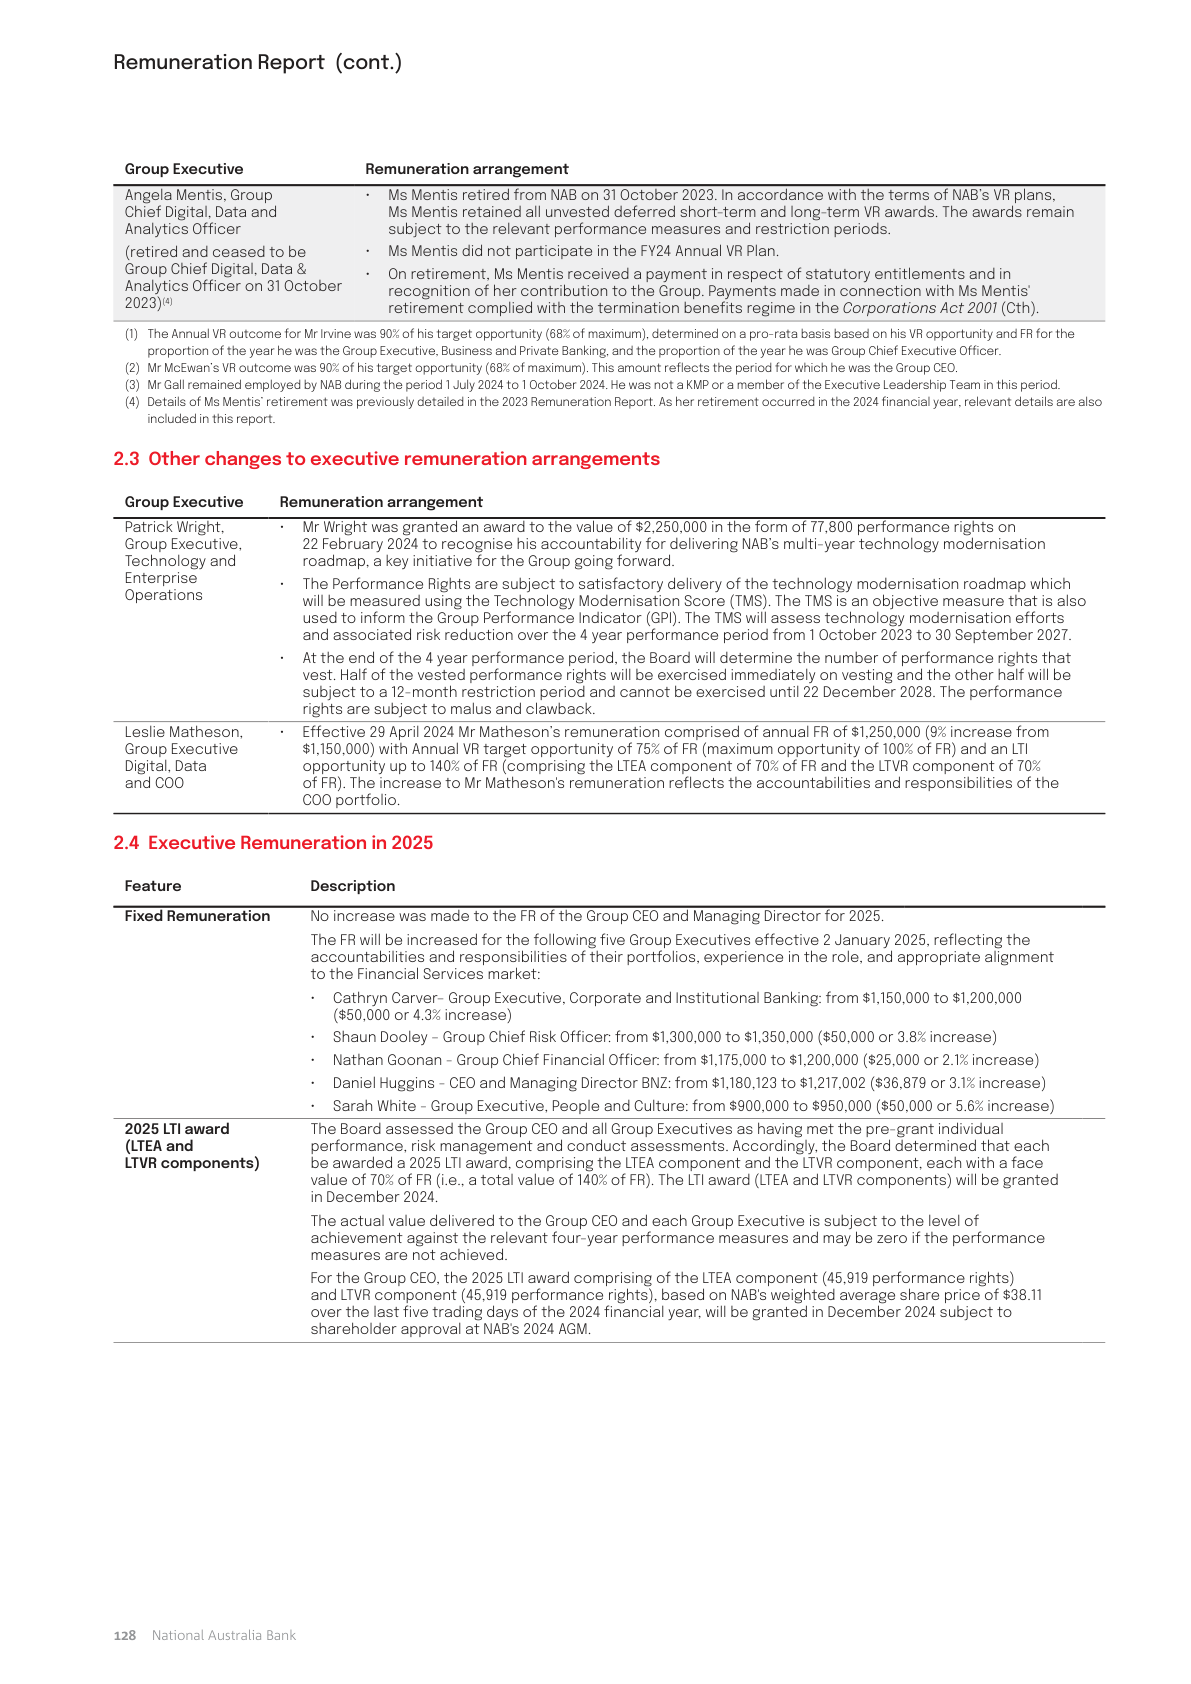 Remuneration Report (cont.)
Group Executive Remuneration arrangement
Angela Mentis, Group
Chief Digital, Data and
Analytics Officer
(retired and ceased to be
Group Chief Digital, Data &
Analytics Officer on 31 October
2023)(4)
• Ms Mentis retired from NAB on 31 October 2023. In accordance with the terms of NAB's VR plans,
Ms Mentis retained all unvested deferred short-term and long-term VR awards. The awards remain
subject to the relevant performance measures and restriction periods.
• Ms Mentis did not participate in the FY24 Annual VR Plan.
• On retirement, Ms Mentis received a payment in respect of statutory entitlements and in
recognition of her contribution to the Group. Payments made in connection with Ms Mentis'
retirement complied with the termination benefits regime in the Corporations Act 2001 (Cth).
(1) The Annual VR outcome for Mr Irvine was 90% of his target opportunity (68% of maximum), determined on a pro-rata basis based on his VR opportunity and FR for the
proportion of the year he was the Group Executive, Business and Private Banking, and the proportion of the year he was Group Chief Executive Officer.
(2) Mr McEwan's VR outcome was 90% of his target opportunity (68% of maximum). This amount reflects the period for which he was the Group CEO.
(3) Mr Gall remained employed by NAB during the period 1 July 2024 to 1 October 2024. He was not a KMP or a member of the Executive Leadership Team in this period.
(4) Details of Ms Mentis' retirement was previously detailed in the 2023 Remuneration Report. As her retirement occurred in the 2024 financial year, relevant details are also
included in this report.
2.3 Other changes to executive remuneration arrangements
Group Executive Remuneration arrangement
Patrick Wright,
Group Executive,
Technology and
Enterprise
Operations
• Mr Wright was granted an award to the value of $2,250,000 in the form of 77,800 performance rights on
22 February 2024 to recognise his accountability for delivering NAB's multi-year technology modernisation
roadmap, a key initiative for the Group going forward.
• The Performance Rights are subject to satisfactory delivery of the technology modernisation roadmap which
will be measured using the Technology Modernisation Score (TMS). The TMS is an objective measure that is also
used to inform the Group Performance Indicator (GPI). The TMS will assess technology modernisation efforts
and associated risk reduction over the 4 year performance period from 1 October 2023 to 30 September 2027.
• At the end of the 4 year performance period, the Board will determine the number of performance rights that
vest. Half of the vested performance rights will be exercised immediately on vesting and the other half will be
subject to a 12-month restriction period and cannot be exercised until 22 December 2028. The performance
rights are subject to malus and clawback.
Leslie Matheson,
Group Executive
Digital, Data
and COO
• Effective 29 April 2024 Mr Matheson's remuneration comprised of annual FR of $1,250,000 (9% increase from
$1,150,000) with Annual VR target opportunity of 75% of FR (maximum opportunity of 100% of FR) and an LTI
opportunity up to 140% of FR (comprising the LTEA component of 70% of FR and the LTVR component of 70%
of FR). The increase to Mr Matheson's remuneration reflects the accountabilities and responsibilities of the
COO portfolio.
2.4 Executive Remuneration in 2025
Feature Description
Fixed Remuneration
No increase was made to the FR of the Group CEO and Managing Director for 2025.
The FR will be increased for the following five Group Executives effective 2 January 2025, reflecting the
accountabilities and responsibilities of their portfolios, experience in the role, and appropriate alignment
to the Financial Services market:
• Cathryn Carver– Group Executive, Corporate and Institutional Banking: from $1,150,000 to $1,200,000
($50,000 or 4.3% increase)
• Shaun Dooley – Group Chief Risk Officer: from $1,300,000 to $1,350,000 ($50,000 or 3.8% increase)
• Nathan Goonan - Group Chief Financial Officer: from $1,175,000 to $1,200,000 ($25,000 or 2.1% increase)
• Daniel Huggins - CEO and Managing Director BNZ: from $1,180,123 to $1,217,002 ($36,879 or 3.1% increase)
• Sarah White - Group Executive, People and Culture: from $900,000 to $950,000 ($50,000 or 5.6% increase)
2025 LTI award
(LTEA and
LTVR components)
The Board assessed the Group CEO and all Group Executives as having met the pre-grant individual
performance, risk management and conduct assessments. Accordingly, the Board determined that each
be awarded a 2025 LTI award, comprising the LTEA component and the LTVR component, each with a face
value of 70% of FR (i.e., a total value of 140% of FR). The LTI award (LTEA and LTVR components) will be granted
in December 2024.
The actual value delivered to the Group CEO and each Group Executive is subject to the level of
achievement against the relevant four-year performance measures and may be zero if the performance
measures are not achieved.
For the Group CEO, the 2025 LTI award comprising of the LTEA component (45,919 performance rights)
and LTVR component (45,919 performance rights), based on NAB's weighted average share price of $38.11
over the last five trading days of the 2024 financial year, will be granted in December 2024 subject to
shareholder approval at NAB's 2024 AGM.
128 National Australia Bank